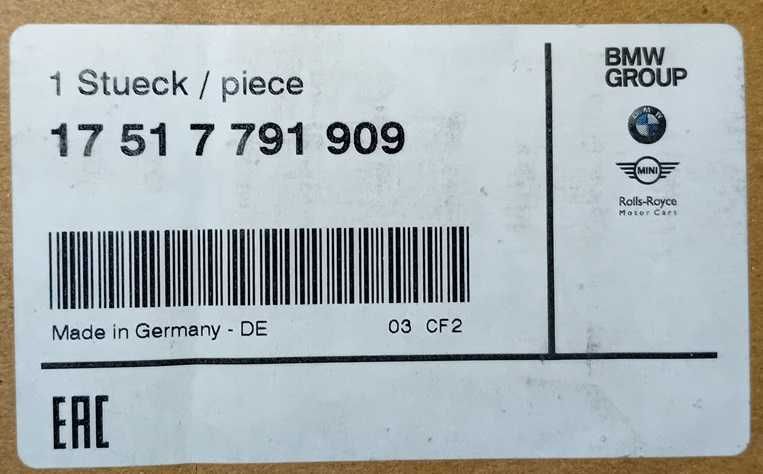 1 Stueck / piece
17 51 7 791 909
Made in Germany - DE 03 CF2
EAC
BMW
GROUP
BMW
MINI
Rolls-Royce
Motor Cars